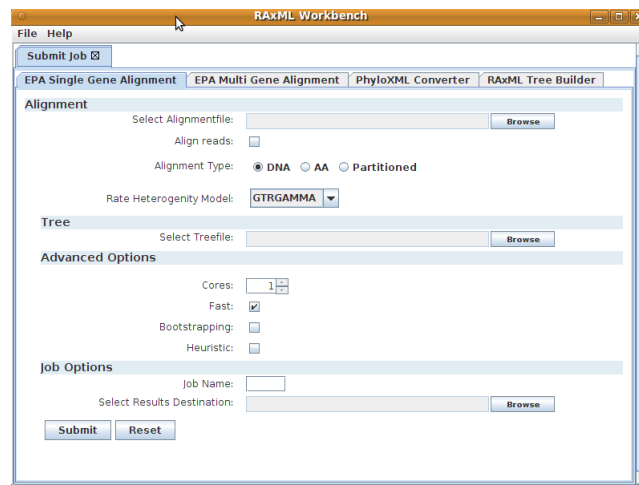 RAxML Workbench
File Help
Submit Job
EPA Single Gene Alignment EPA Multi Gene Alignment PhyloXML Converter RAxML Tree Builder
Alignment
Select Alignmentfile: Browse
Align reads:
Alignment Type: DNA AA Partitioned
Rate Heterogenity Model: GTRGAMMA
Tree
Select Treefile: Browse
Advanced Options
Cores: 1
Fast:
Bootstrapping:
Heuristic:
Job Options
Job Name:
Select Results Destination: Browse
Submit Reset